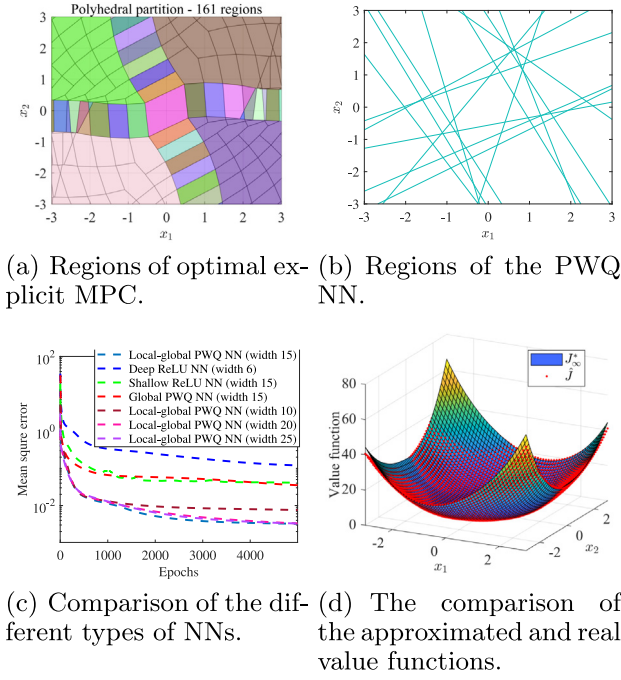 Polyhedral partition - 161 regions
3
2
1
0
-1
-2
-3
x2
-3 -2 -1 0 1 2 3
x1
3
2
1
0
-1
-2
-3
x2
-3 -2 -1 0 1 2 3
x1
(a) Regions of optimal ex-
plicit MPC.
(b) Regions of the PWQ
NN.
10^2
10^0
10^-2
Mean squre error
Local-global PWQ NN (width 15)
Deep ReLU NN (width 6)
Shallow ReLU NN (width 15)
Global PWQ NN (width 15)
Local-global PWQ NN (width 10)
Local-global PWQ NN (width 20)
Local-global PWQ NN (width 25)
0 1000 2000 3000 4000
Epochs
J*∞
Ĵ
80
60
40
20
0
Value function
-2 0 2
x1
-2 0 2
x2
(c) Comparison of the dif-
ferent types of NNs.
(d) The comparison of
the approximated and real
value functions.